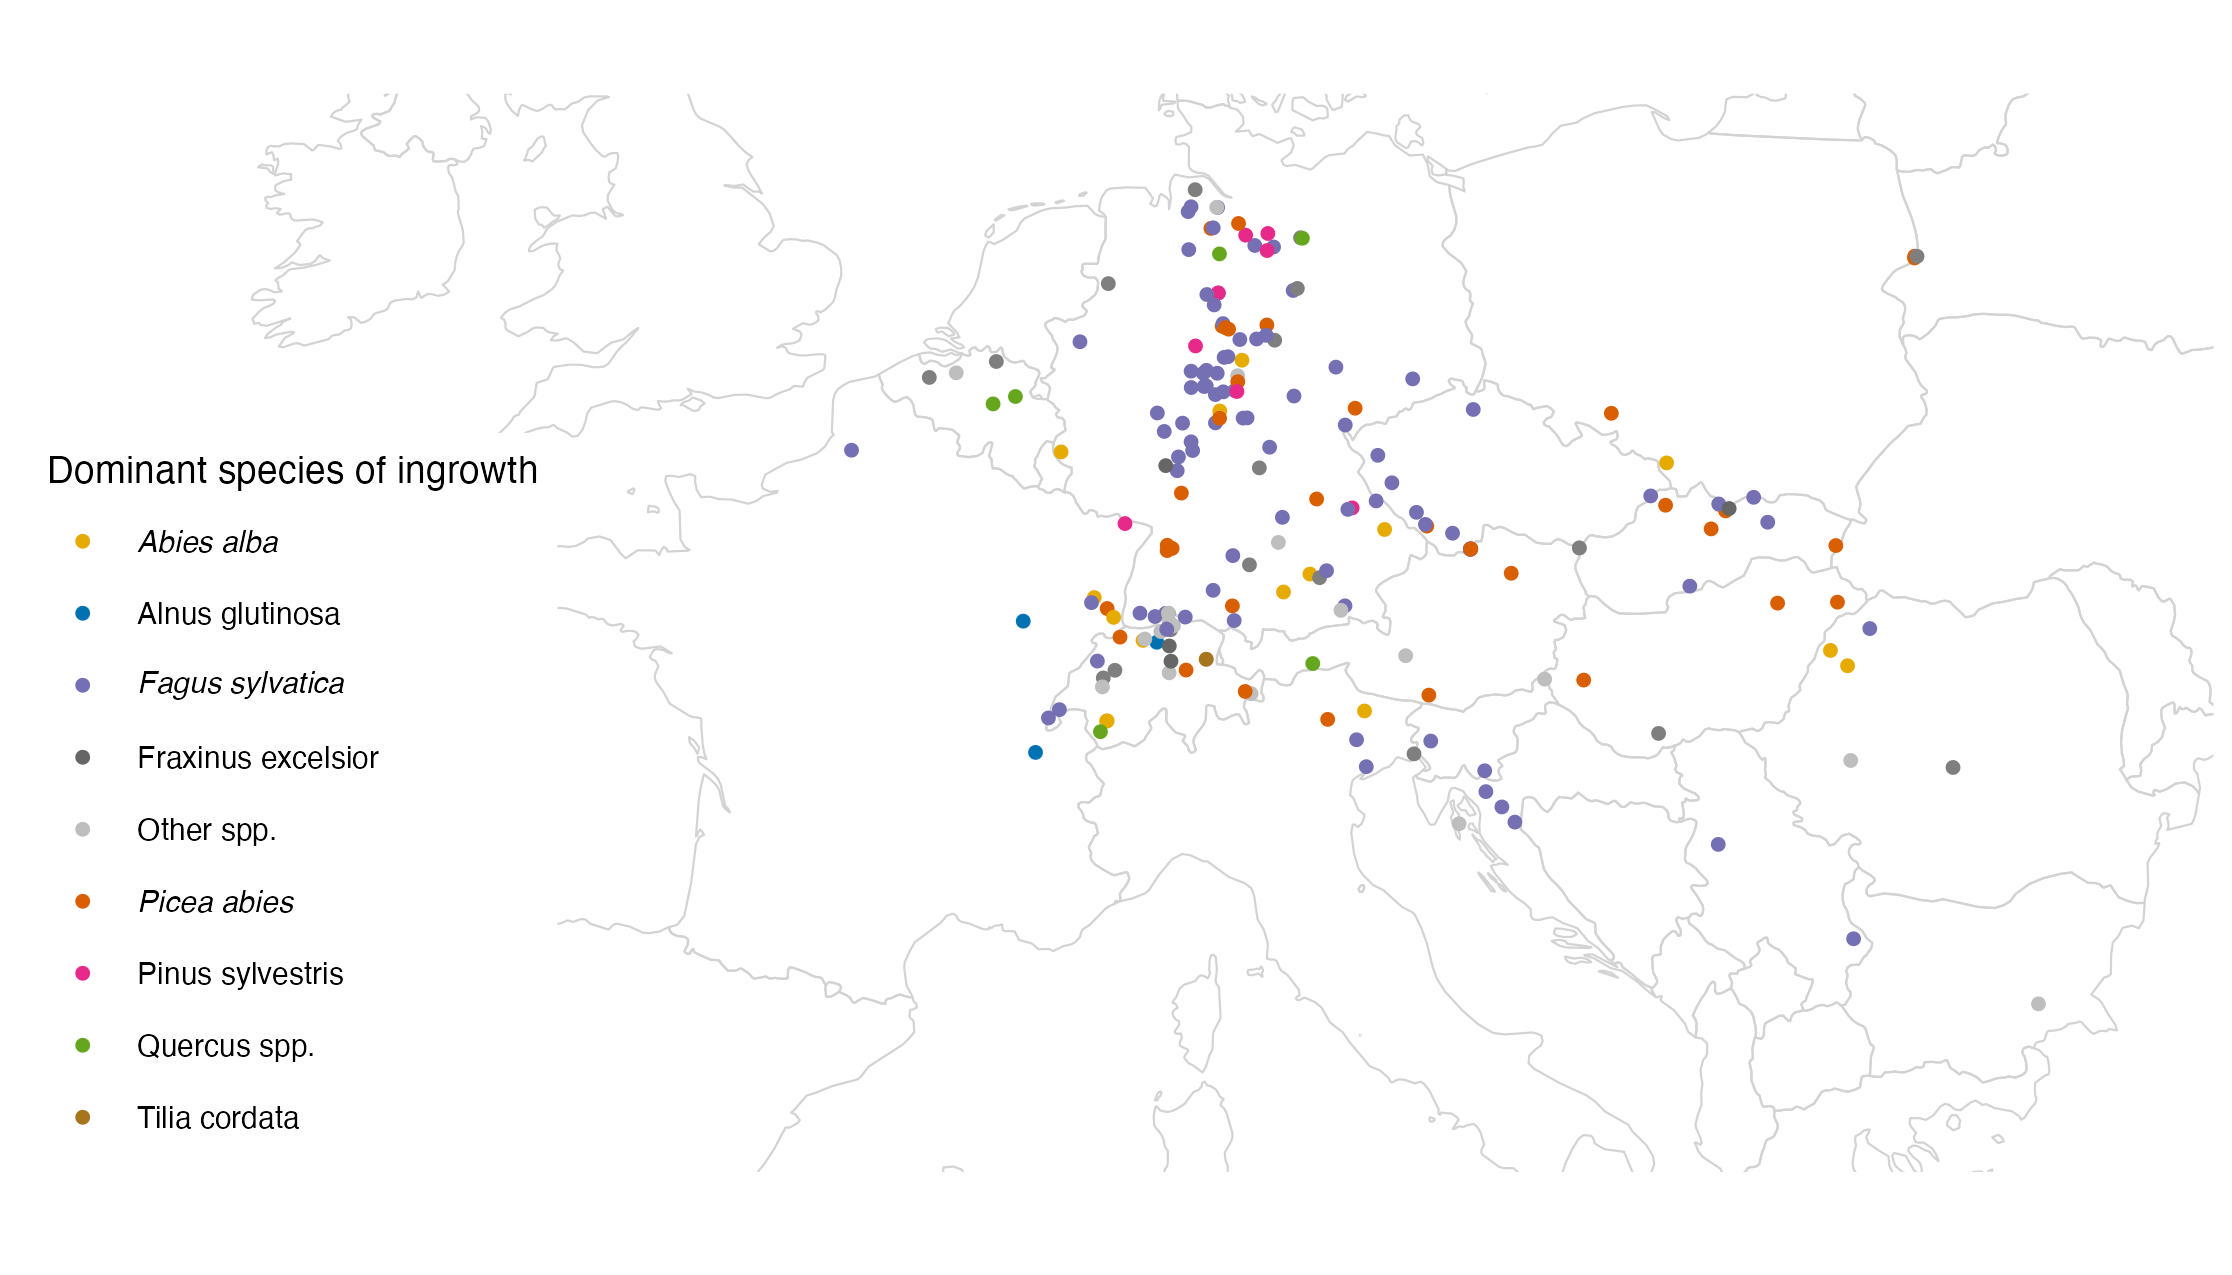 Dominant species of ingrowth
Abies alba
Alnus glutinosa
Fagus sylvatica
Fraxinus excelsior
Other spp.
Picea abies
Pinus sylvestris
Quercus spp.
Tilia cordata